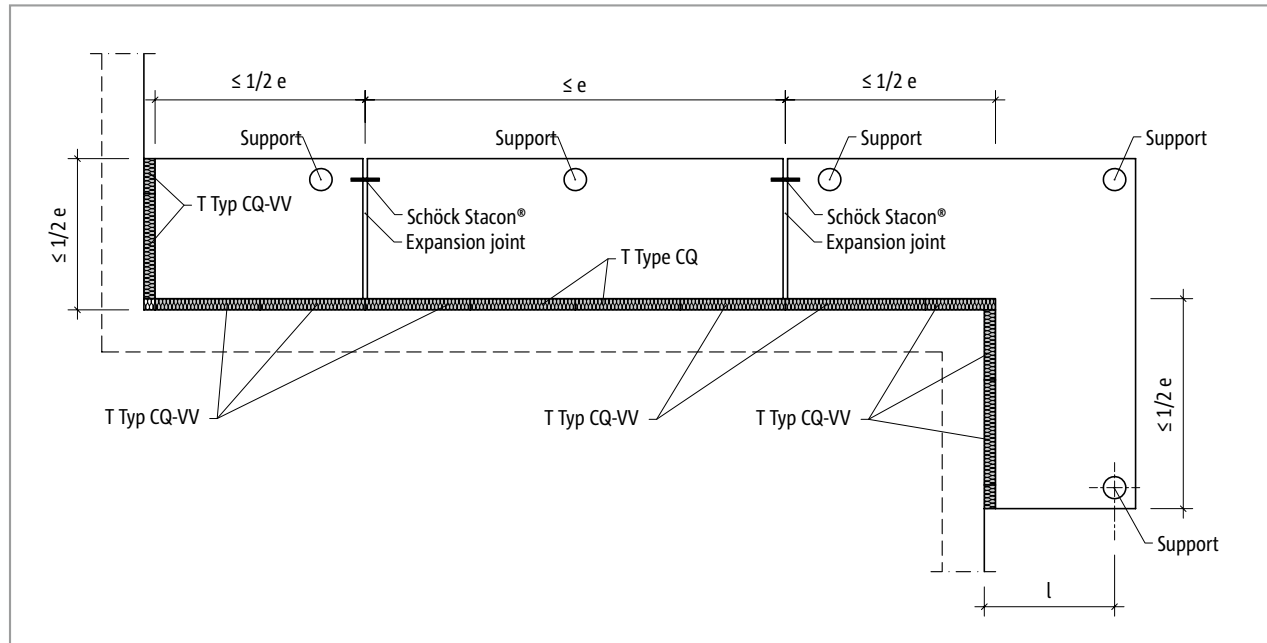 ≤ 1/2 e
≤ e
≤ 1/2 e
Support
Support
Support
Support
T Typ CQ-VV
Schöck Stacon®
Expansion joint
Schöck Stacon®
Expansion joint
≤ 1/2 e
T Type CQ
T Typ CQ-VV
T Typ CQ-VV
T Typ CQ-VV
≤ 1/2 e
Support
l